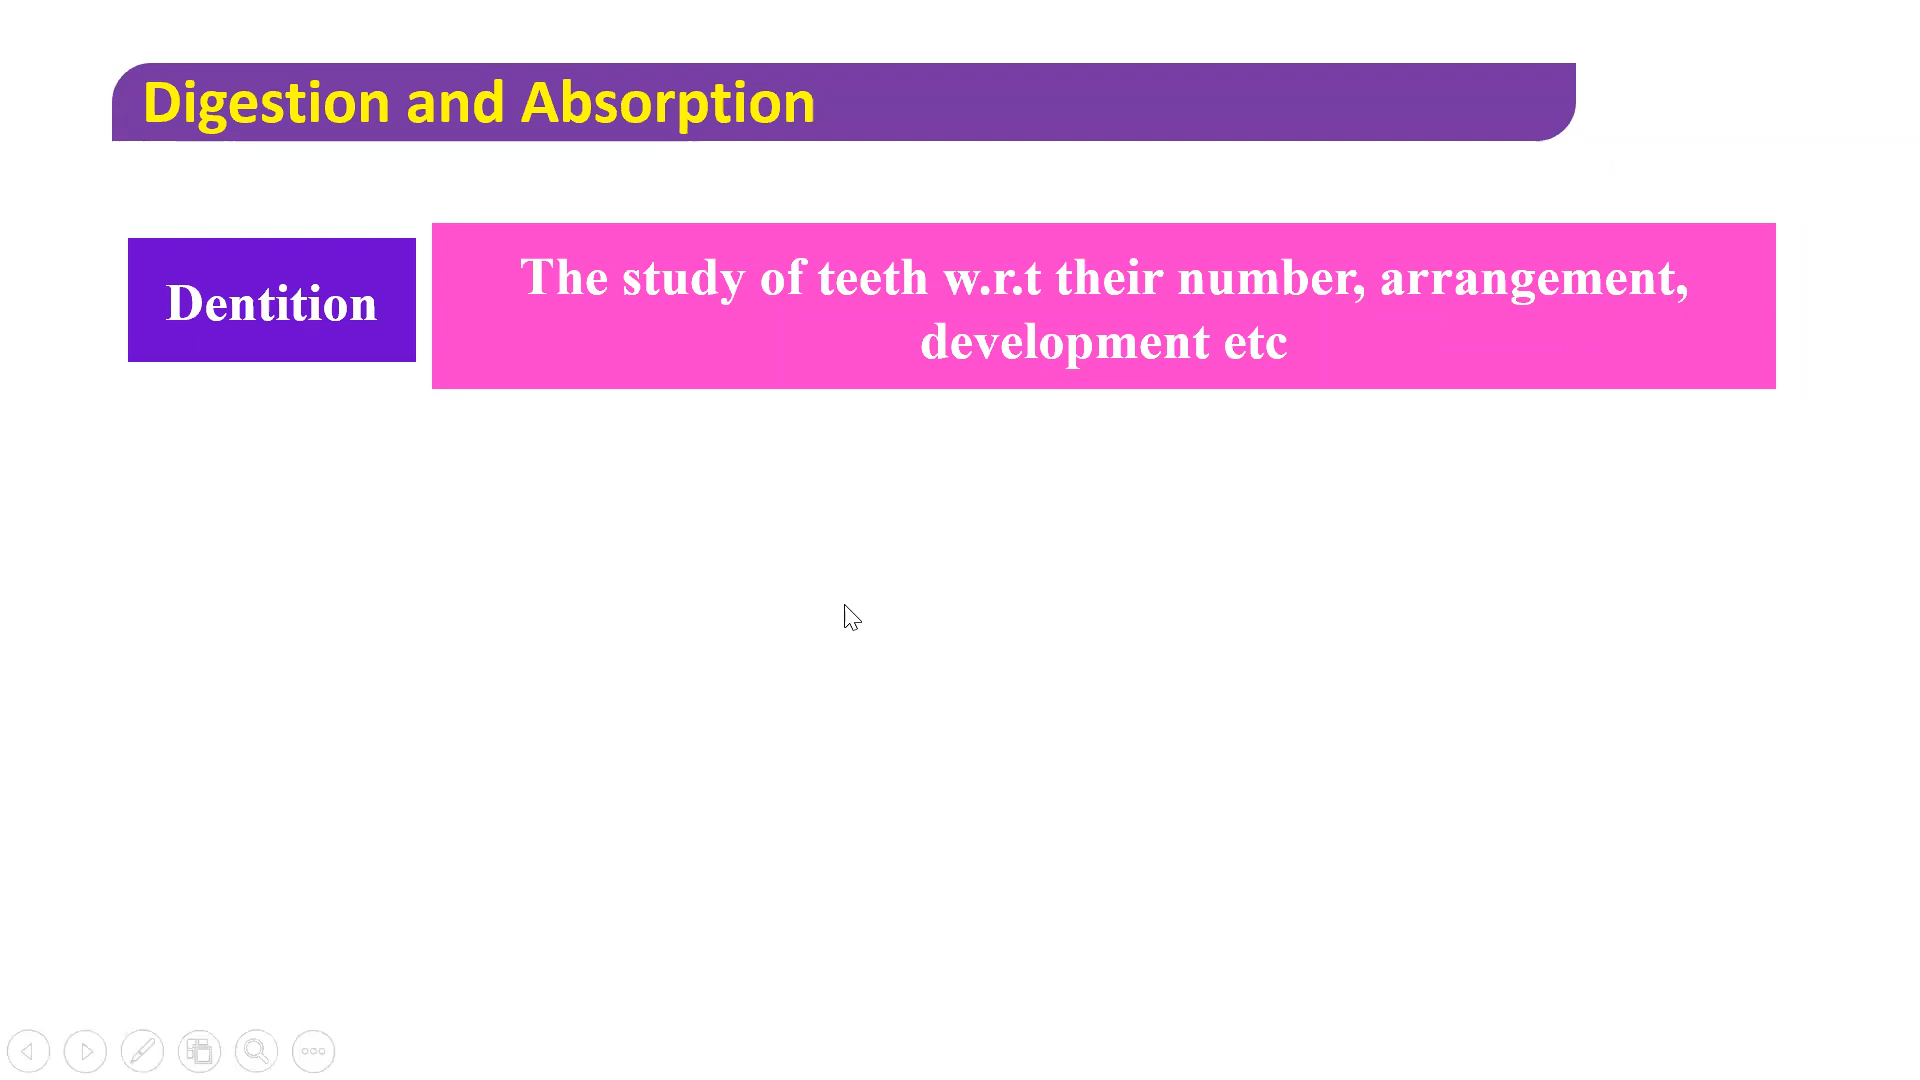 Digestion and Absorption
Dentition
The study of teeth w.r.t their number, arrangement,
development etc